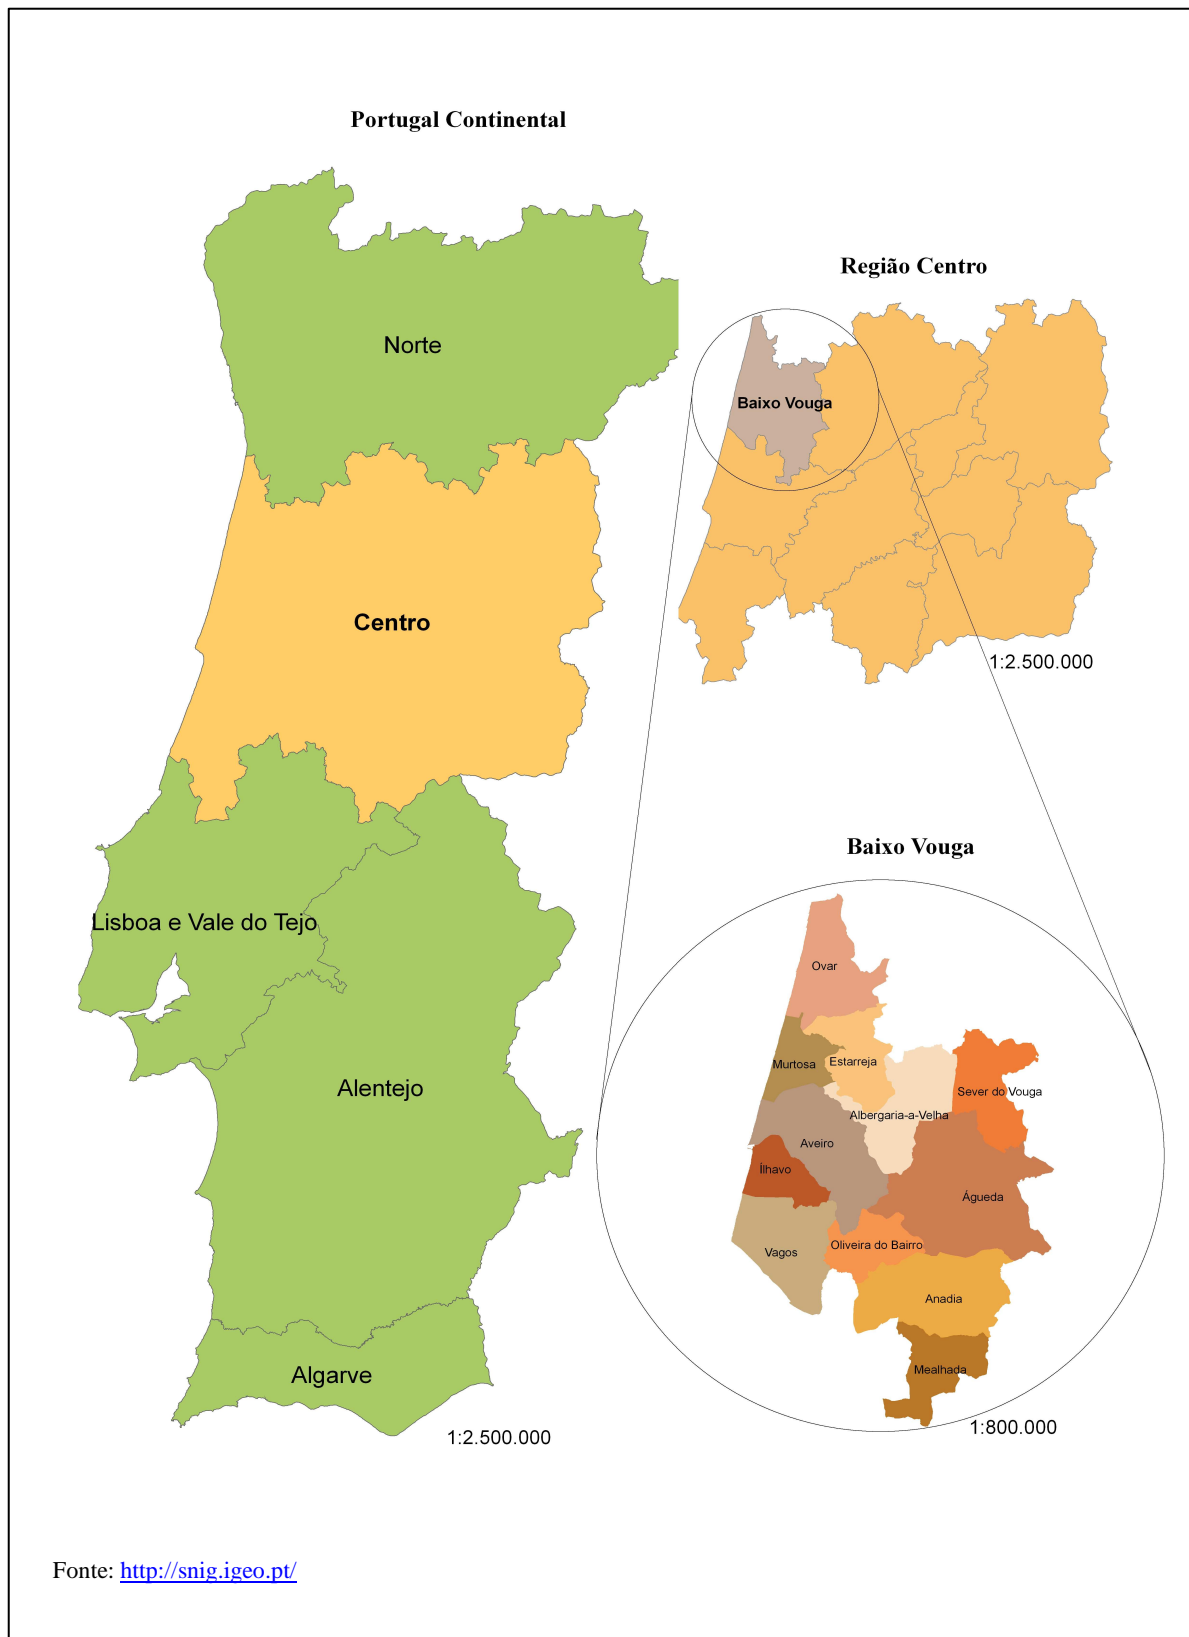 Portugal Continental
Norte
Centro
Lisboa e Vale do Tejo
Alentejo
Algarve
1:2.500.000
Região Centro
Baixo Vouga
1:2.500.000
Baixo Vouga
Ovar
Murtosa
Estarreja
Sever do Vouga
Albergaria-a-Velha
Aveiro
Ílhavo
Águeda
Oliveira do Bairro
Vagos
Anadia
Mealhada
1:800.000
Fonte: http://snig.igeo.pt/